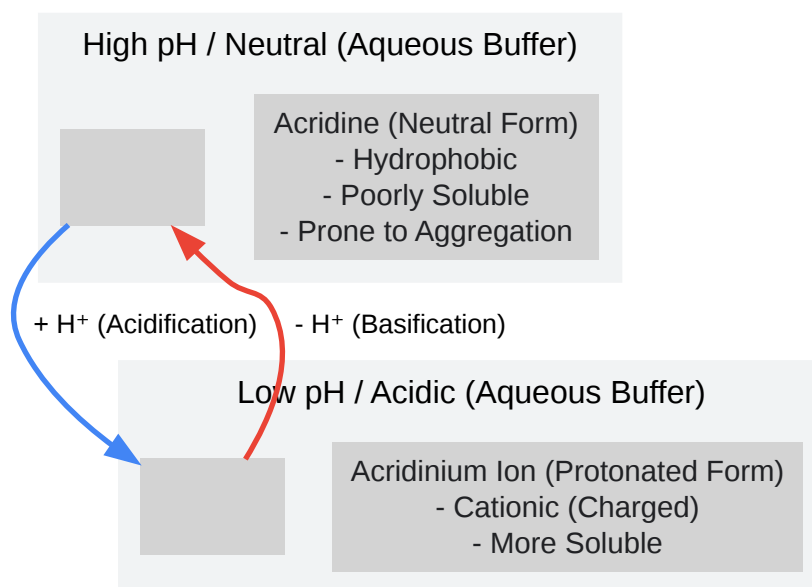 High pH / Neutral (Aqueous Buffer)
Acridine (Neutral Form)
- Hydrophobic
- Poorly Soluble
- Prone to Aggregation
+ H⁺ (Acidification)
- H⁺ (Basification)
Low pH / Acidic (Aqueous Buffer)
Acridinium Ion (Protonated Form)
- Cationic (Charged)
- More Soluble